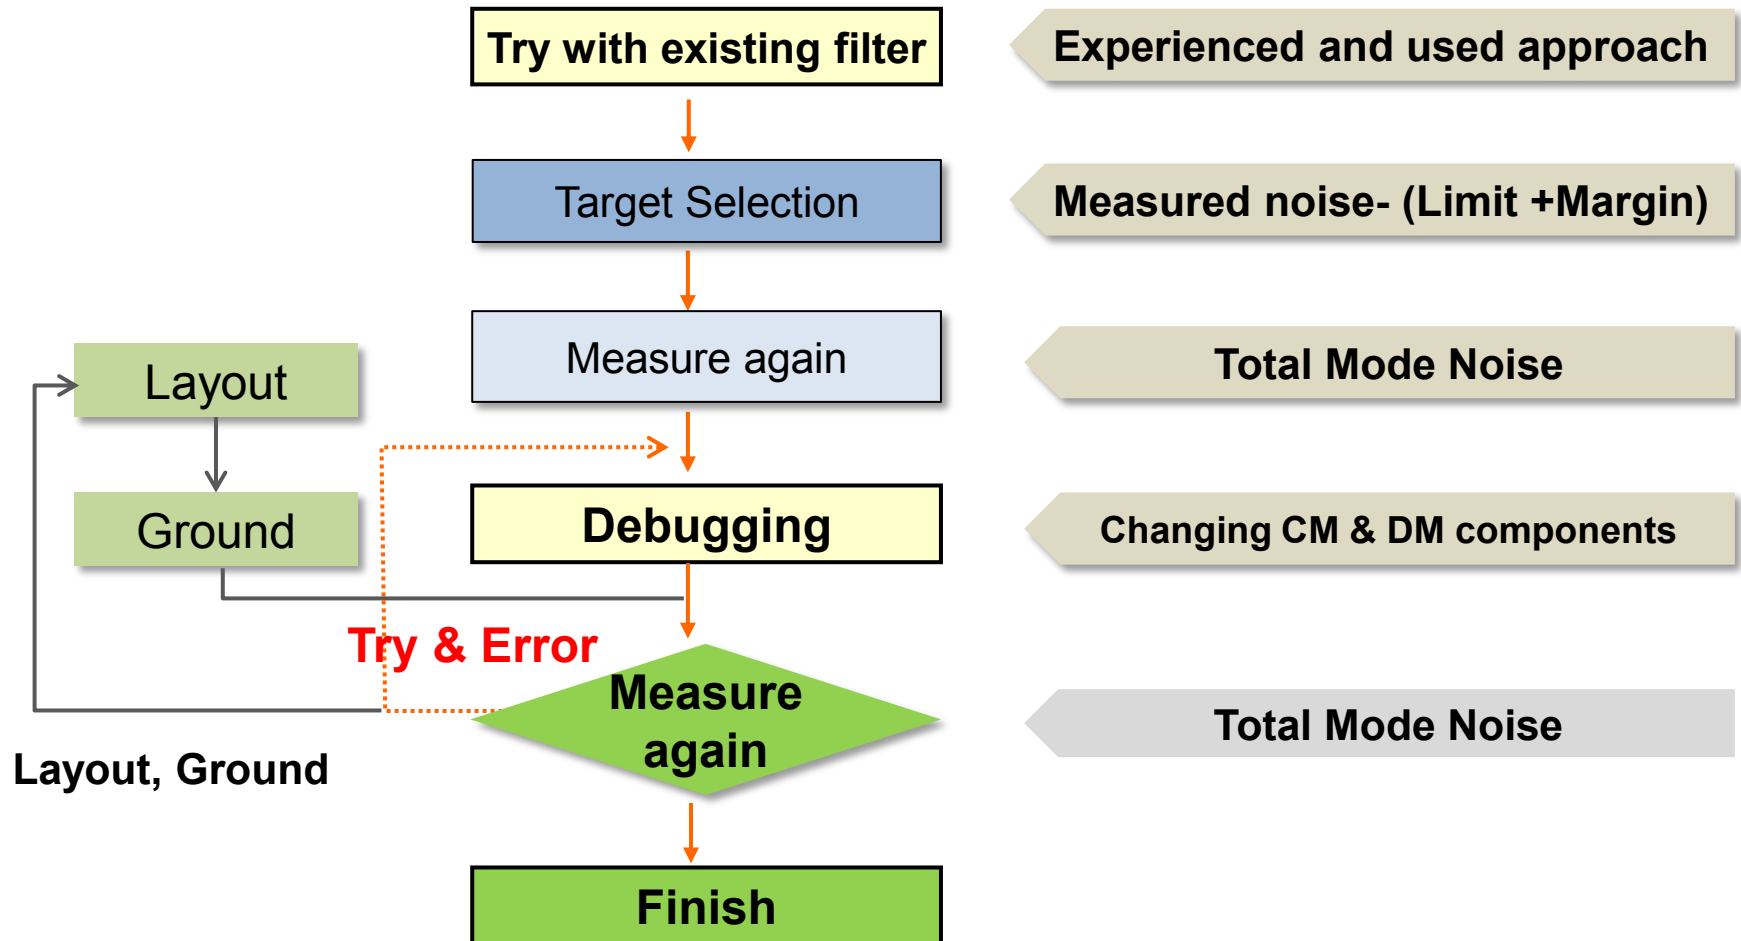 Try with existing filter
Experienced and used approach
Target Selection
Measured noise- (Limit +Margin)
Measure again
Total Mode Noise
Layout
Ground
Debugging
Changing CM & DM components
Try & Error
Measure
again
Total Mode Noise
Layout, Ground
Finish